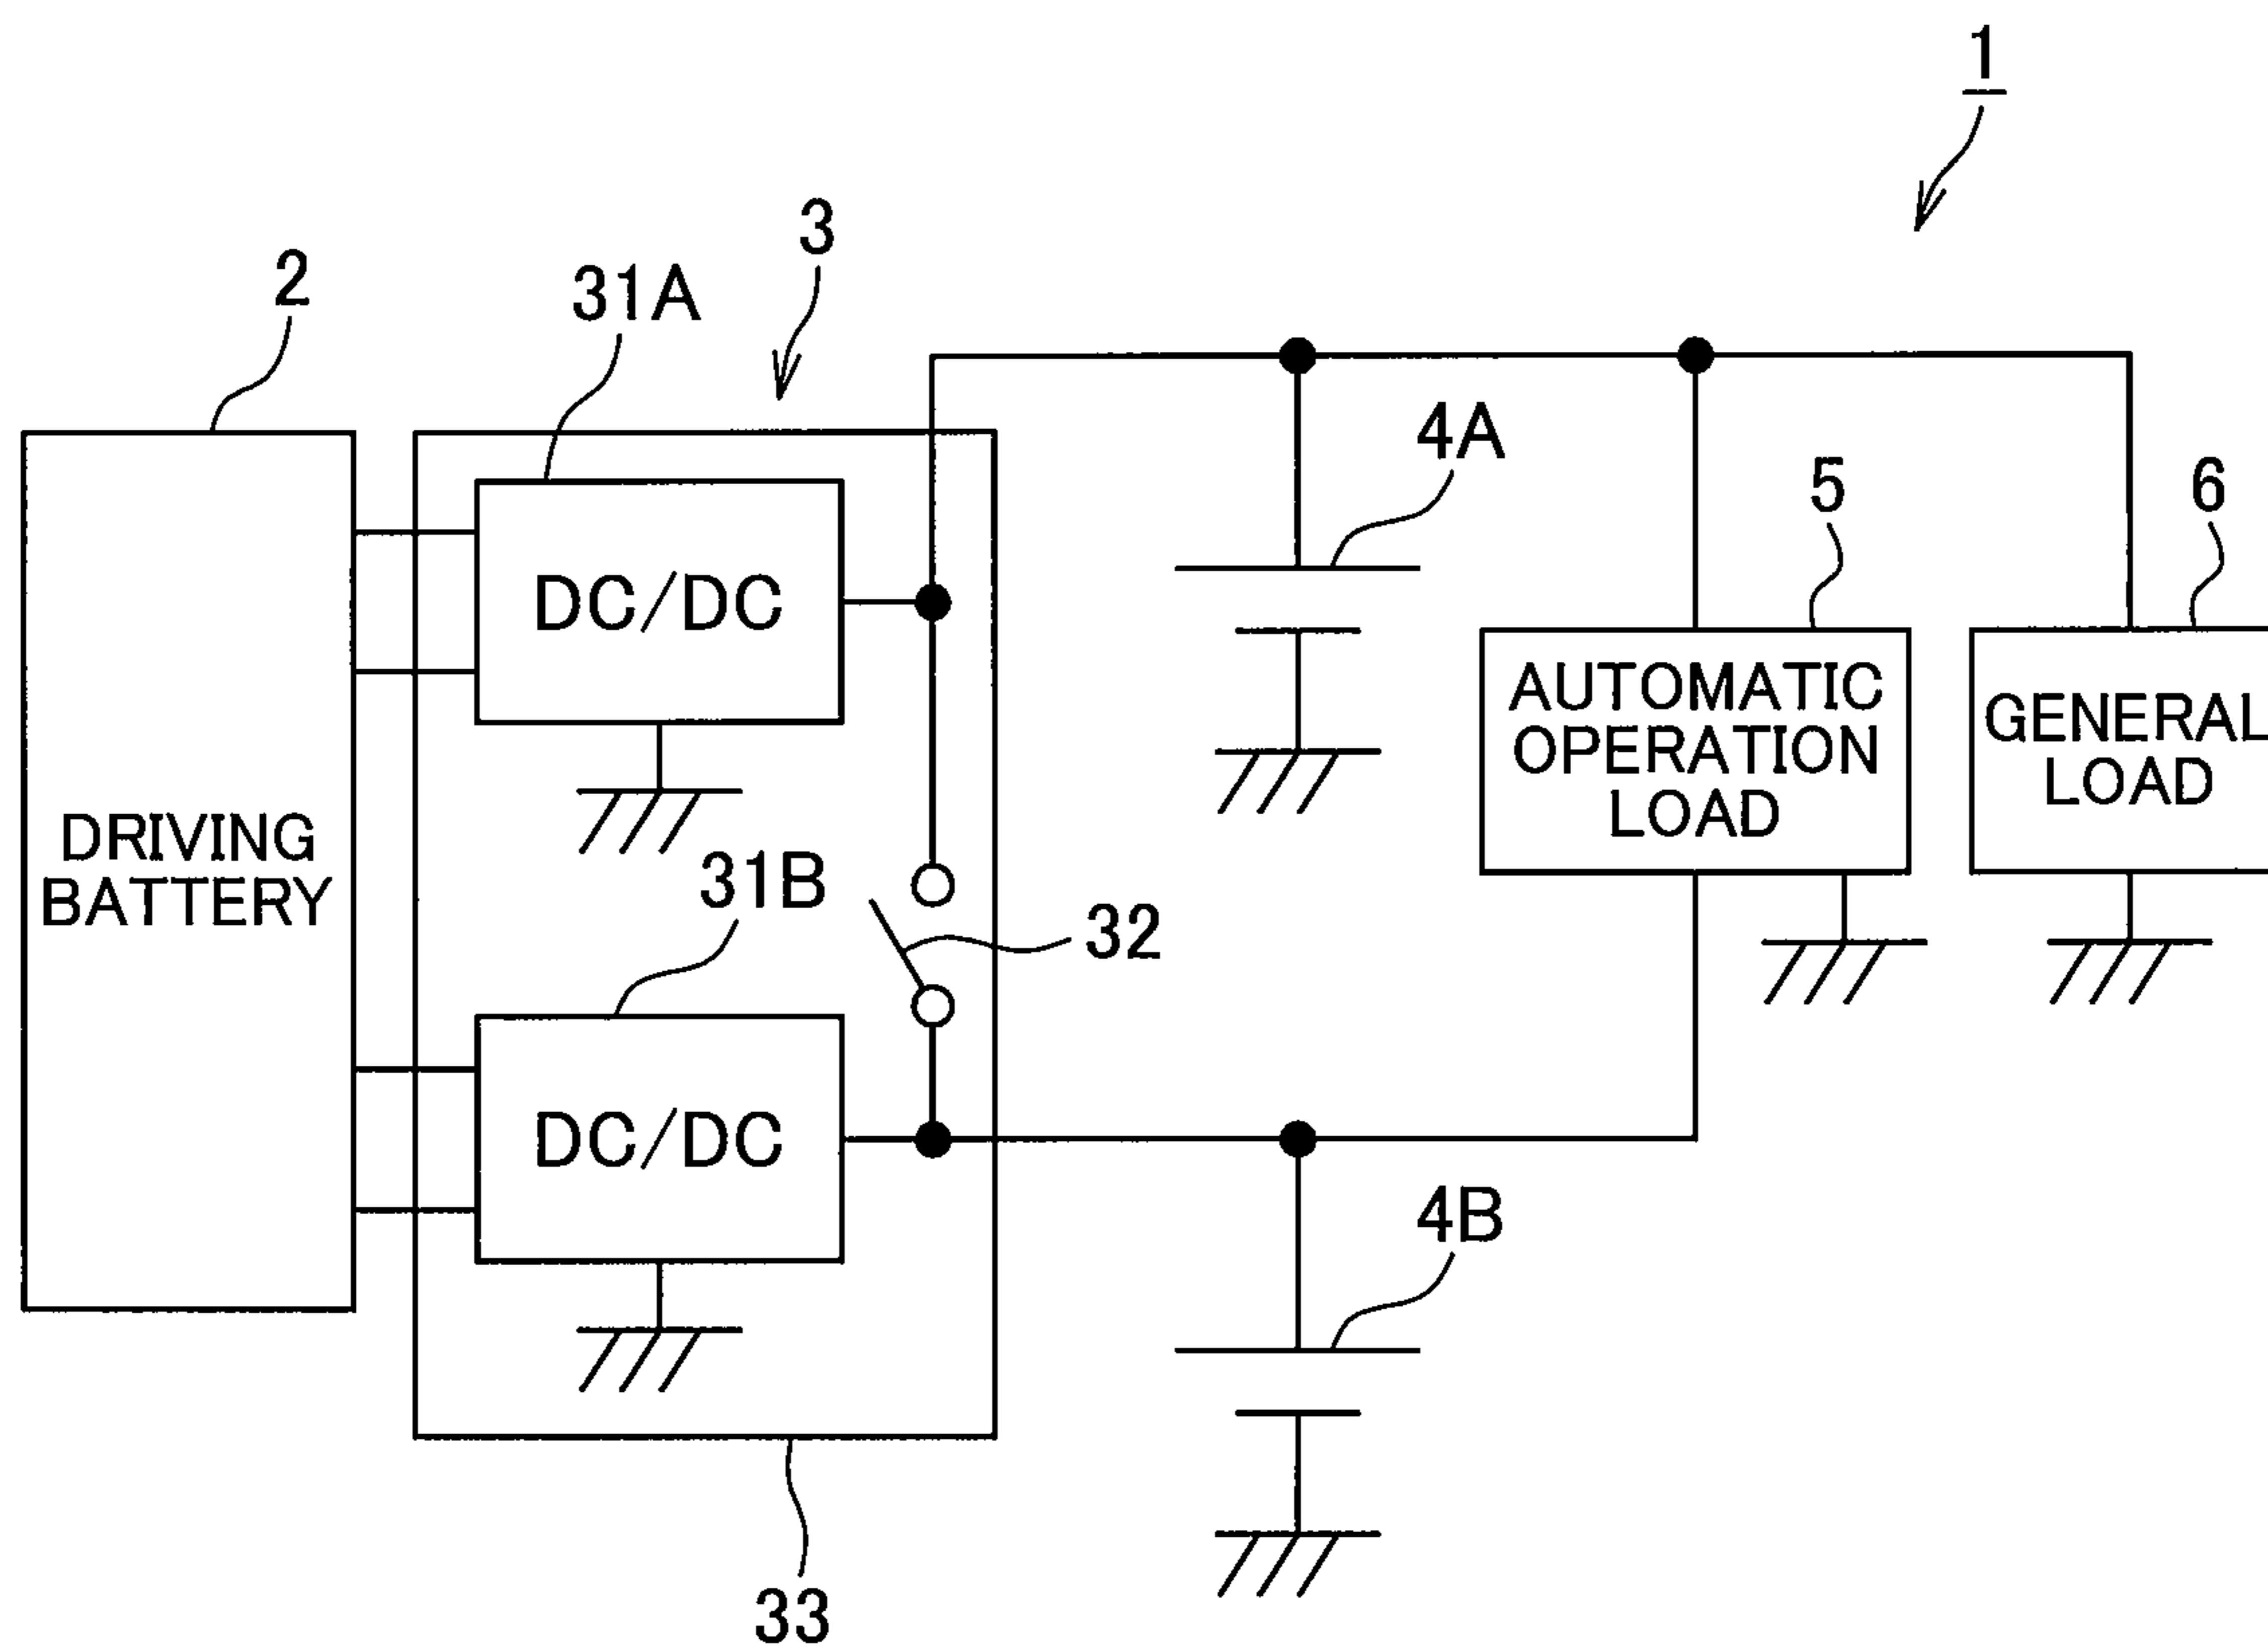 1
3
2
31A
4A
5
6
DC/DC
AUTOMATIC
OPERATION
LOAD
GENERAL
LOAD
DRIVING
BATTERY
31B
32
DC/DC
4B
33